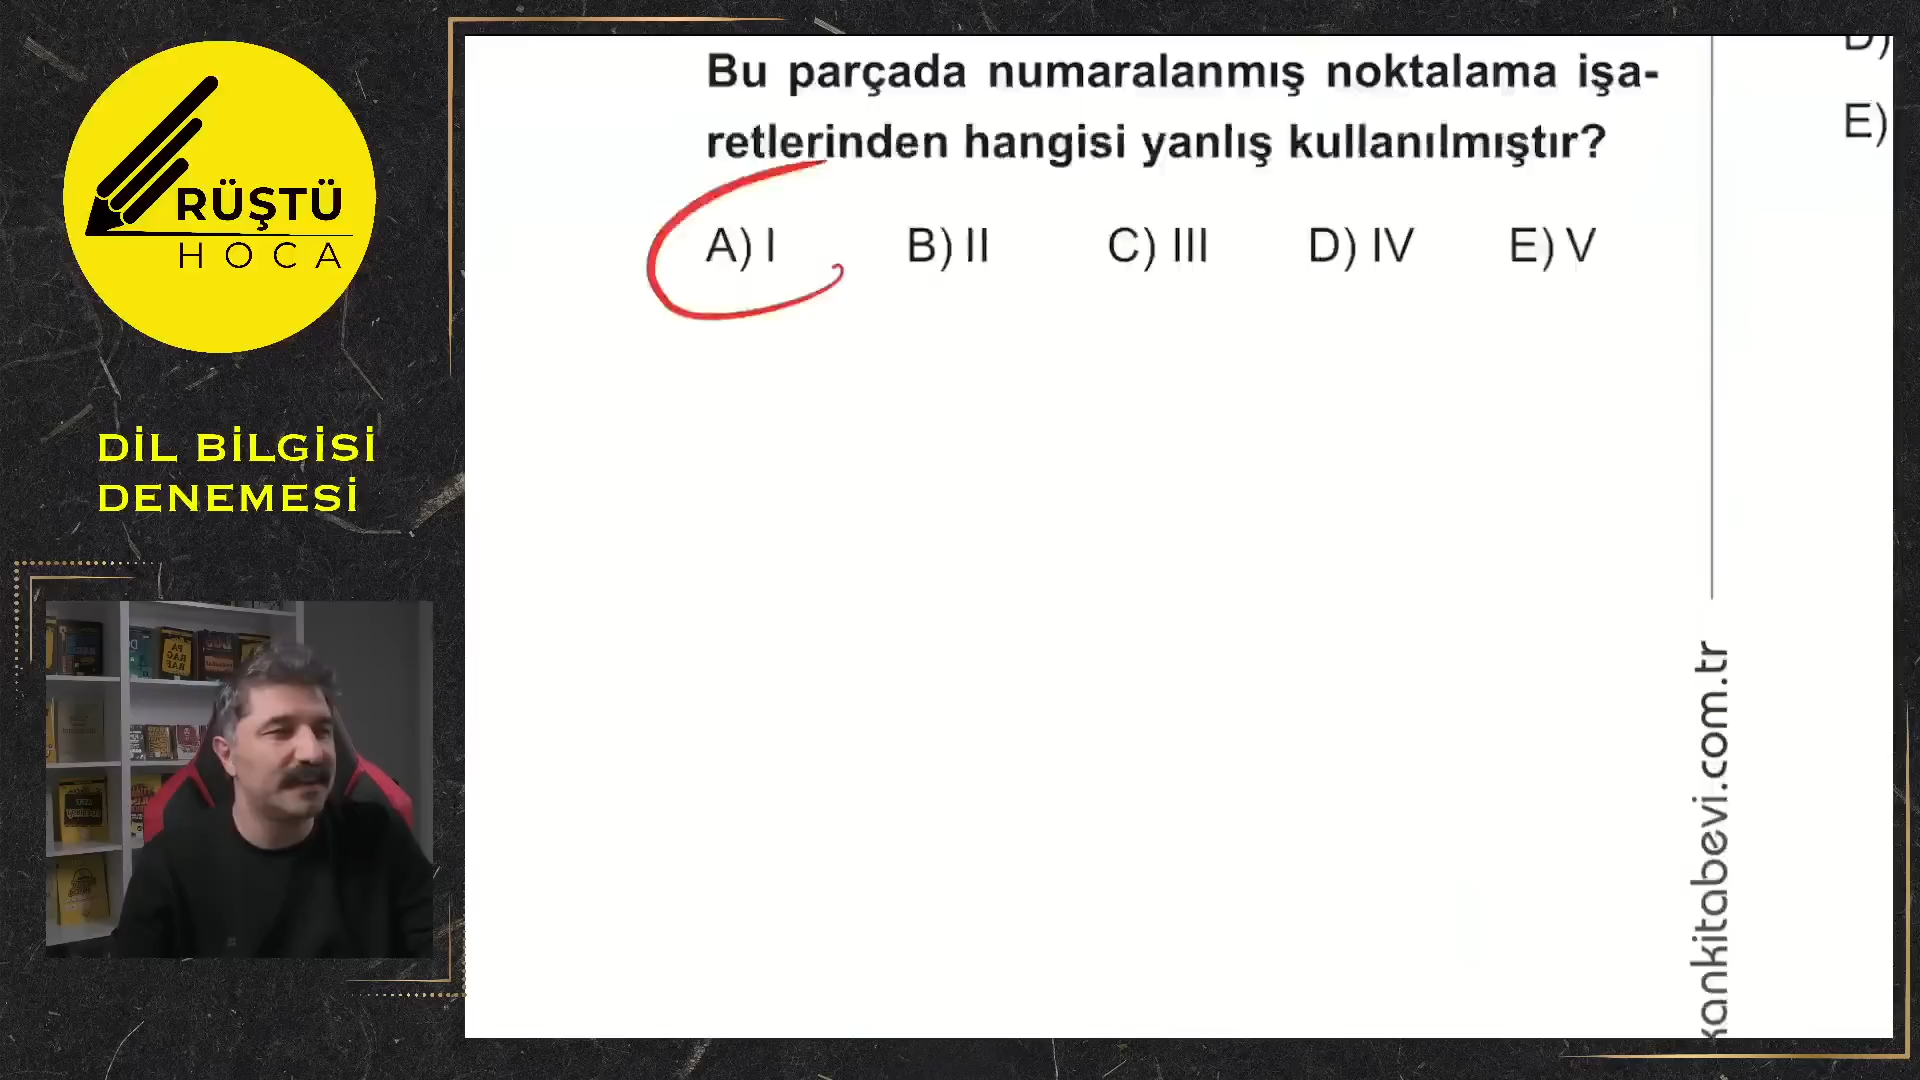 RÜŞTÜ
HOCA
DİL BİLGİSİ
DENEMESİ
Bu parçada numaralanmış noktalama işa-
retlerinden hangisi yanlış kullanılmıştır?
A) I B) II C) III D) IV E) V
D)
E)
ankitabevi.com.tr